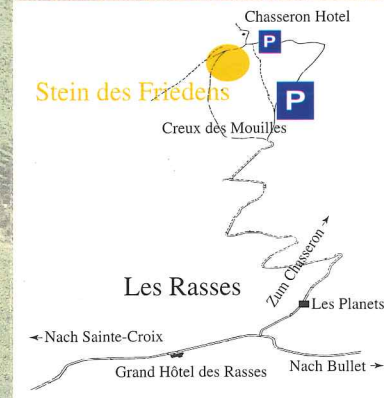 Chasseron Hotel
P
Stein des Friedens
P
Creux des Mouilles
Zum Chasseron →
Les Rasses
Les Planets
← Nach Sainte-Croix
Grand Hôtel des Rasses
Nach Bullet →